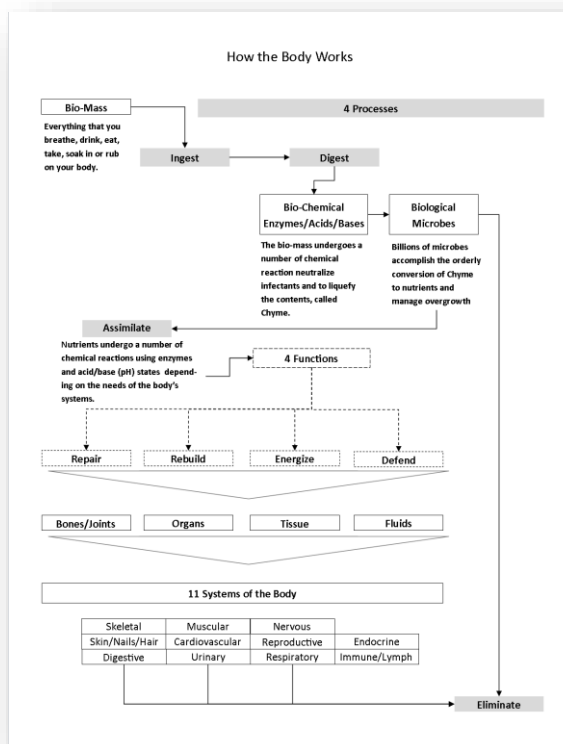 How the Body Works
Bio-Mass
4 Processes
Everything that you
breathe, drink, eat,
take, soak in or rub
on your body.
Ingest
Digest
Bio-Chemical
Enzymes/Acids/Bases
Biological
Microbes
The bio-mass undergoes a
number of chemical
reaction neutralize
infectants and to liquefy
the contents, called
Chyme.
Billions of microbes
accomplish the orderly
conversion of Chyme
to nutrients and
manage overgrowth
Assimilate
Nutrients undergo a number of
chemical reactions using enzymes
and acid/base (pH) states depend-
ing on the needs of the body's
systems.
4 Functions
Repair
Rebuild
Energize
Defend
Bones/Joints
Organs
Tissue
Fluids
11 Systems of the Body
Skeletal
Muscular
Nervous
Skin/Nails/Hair
Cardiovascular
Reproductive
Endocrine
Digestive
Urinary
Respiratory
Immune/Lymph
Eliminate